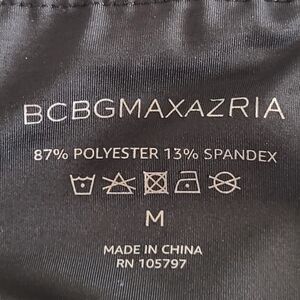 BCBGMAXAZRIA
87% POLYESTER 13% SPANDEX
M
MADE IN CHINA
RN 105797